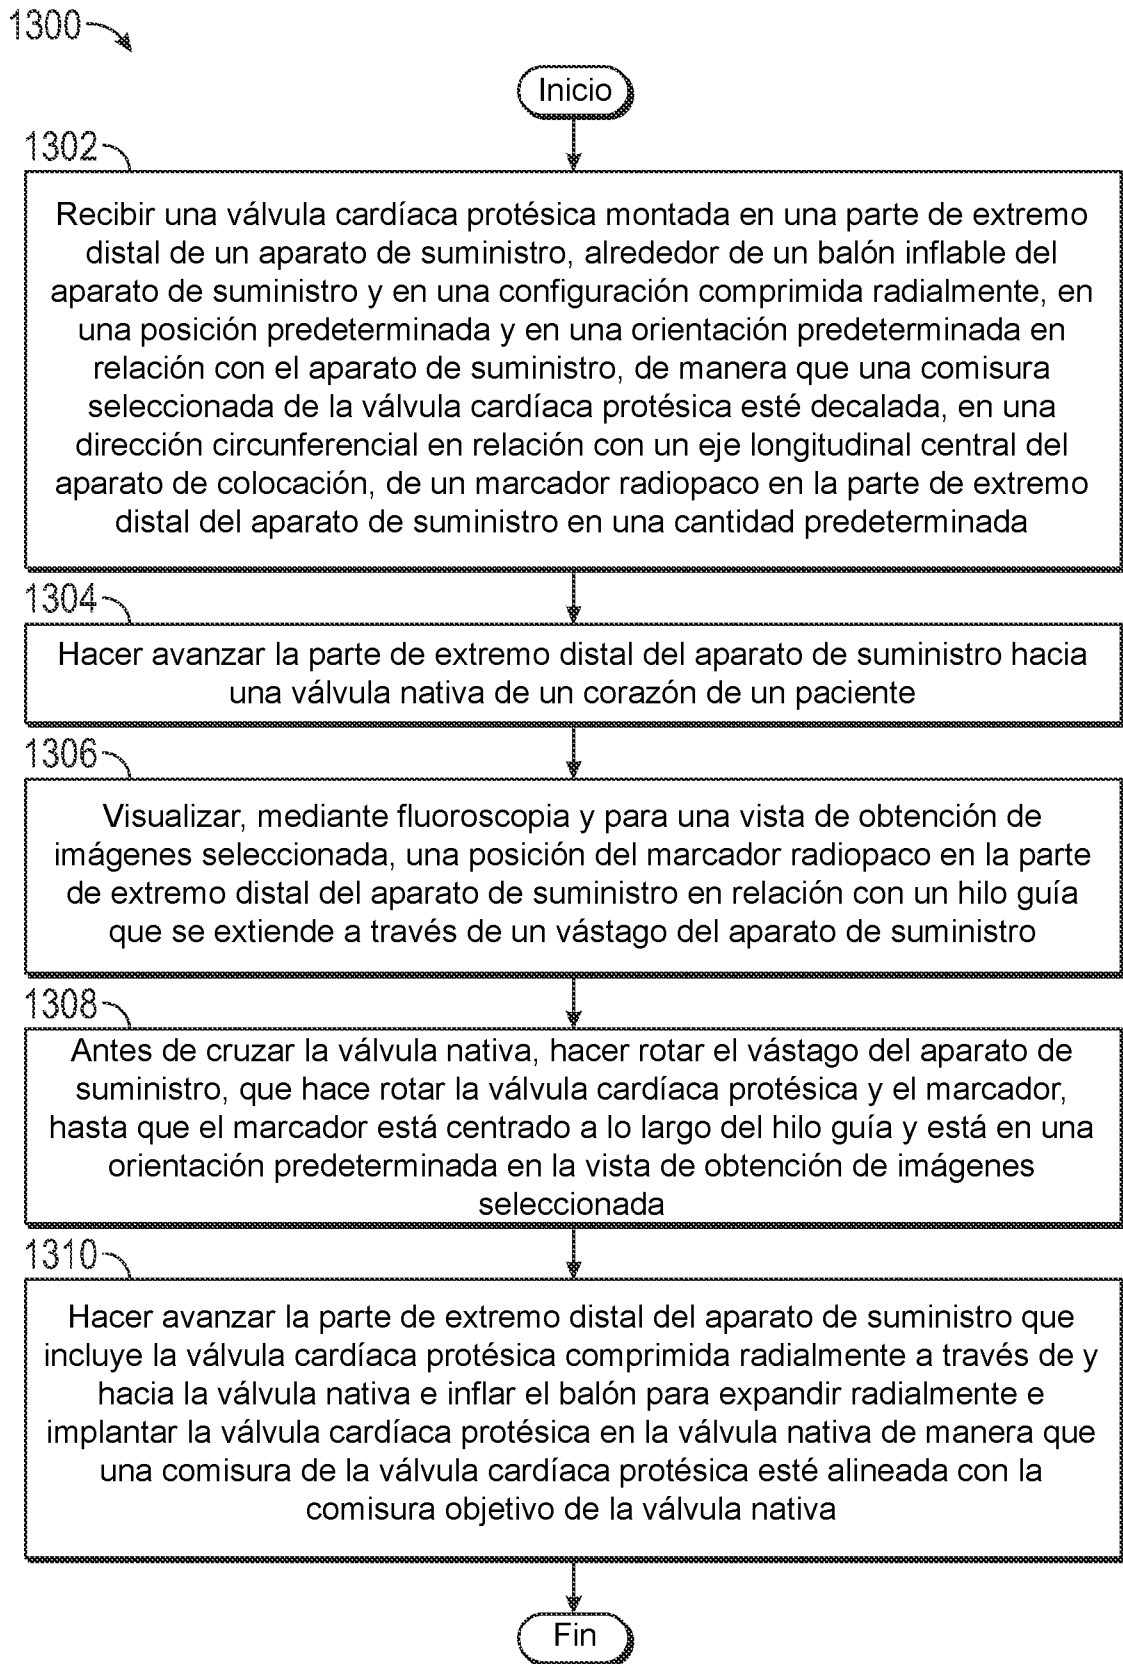 1300
Inicio
1302
Recibir una válvula cardíaca protésica montada en una parte de extremo
distal de un aparato de suministro, alrededor de un balón inflable del
aparato de suministro y en una configuración comprimida radialmente, en
una posición predeterminada y en una orientación predeterminada en
relación con el aparato de suministro, de manera que una comisura
seleccionada de la válvula cardíaca protésica esté decalada, en una
dirección circunferencial en relación con un eje longitudinal central del
aparato de colocación, de un marcador radiopaco en la parte de extremo
distal del aparato de suministro en una cantidad predeterminada
1304
Hacer avanzar la parte de extremo distal del aparato de suministro hacia
una válvula nativa de un corazón de un paciente
1306
Visualizar, mediante fluoroscopia y para una vista de obtención de
imágenes seleccionada, una posición del marcador radiopaco en la parte
de extremo distal del aparato de suministro en relación con un hilo guía
que se extiende a través de un vástago del aparato de suministro
1308
Antes de cruzar la válvula nativa, hacer rotar el vástago del aparato de
suministro, que hace rotar la válvula cardíaca protésica y el marcador,
hasta que el marcador está centrado a lo largo del hilo guía y está en una
orientación predeterminada en la vista de obtención de imágenes
seleccionada
1310
Hacer avanzar la parte de extremo distal del aparato de suministro que
incluye la válvula cardíaca protésica comprimida radialmente a través de y
hacia la válvula nativa e inflar el balón para expandir radialmente e
implantar la válvula cardíaca protésica en la válvula nativa de manera que
una comisura de la válvula cardíaca protésica esté alineada con la
comisura objetivo de la válvula nativa
Fin